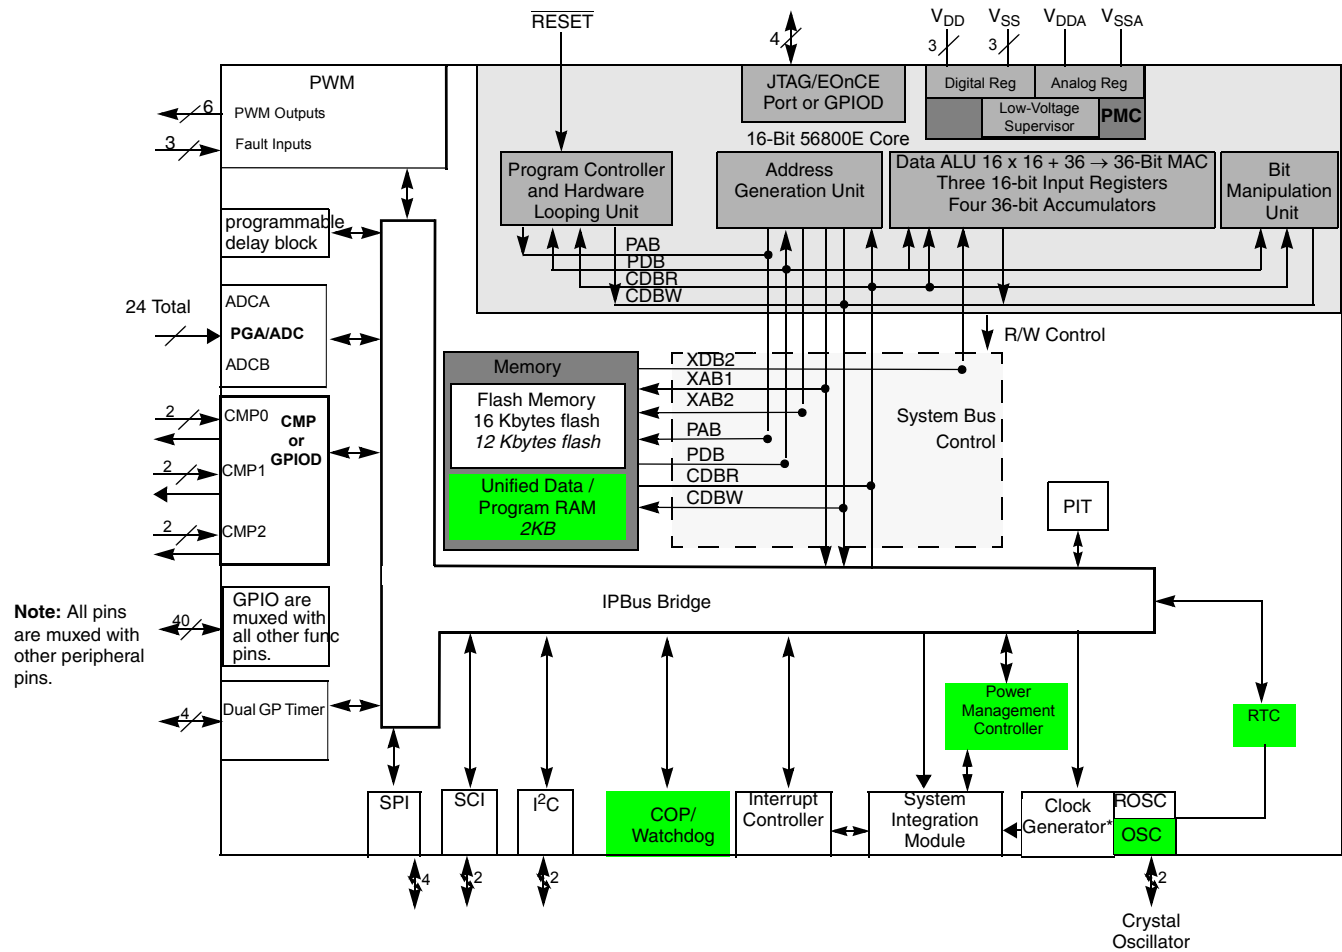 RESET
4
VDD
VSS
VDDA
VSSA
3
3
PWM
6
PWM Outputs
3
Fault Inputs
JTAG/EOnCE
Port or GPIOD
Digital Reg
Analog Reg
Low-Voltage
Supervisor
PMC
16-Bit 56800E Core
Program Controller
and Hardware
Looping Unit
Address
Generation Unit
Data ALU 16 x 16 + 36 → 36-Bit MAC
Three 16-bit Input Registers
Four 36-bit Accumulators
Bit
Manipulation
Unit
programmable
delay block
PAB
PDB
CDBR
CDBW
24 Total
ADCA
PGA/ADC
ADCB
R/W Control
Memory
Flash Memory
16 Kbytes flash
12 Kbytes flash
Unified Data /
Program RAM
2KB
XDB2
XAB1
XAB2
PAB
PDB
CDBR
CDBW
System Bus
Control
2
CMP0
CMP
or
GPIOD
2
CMP1
2
CMP2
PIT
IPBus Bridge
Note: All pins
are muxed with
other peripheral
pins.
40
GPIO are
muxed with
all other func
pins.
4
Dual GP Timer
Power
Management
Controller
RTC
SPI
SCI
I2C
COP/
Watchdog
Interrupt
Controller
System
Integration
Module
Clock
Generator*
ROSC
OSC
4
2
2
2
Crystal
Oscillator